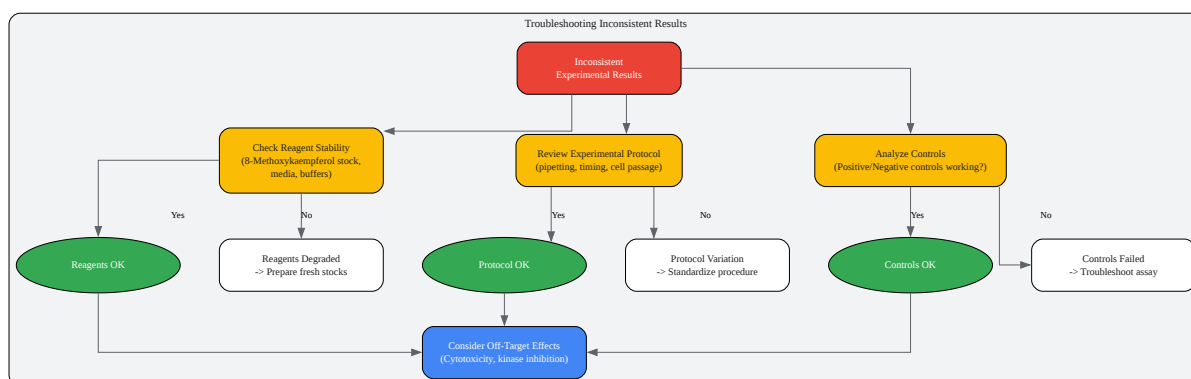 Troubleshooting Inconsistent Results
Inconsistent
Experimental Results
Check Reagent Stability
(8-Methoxykaempferol stock,
media, buffers)
Review Experimental Protocol
(pipetting, timing, cell passage)
Analyze Controls
(Positive/Negative controls working?)
Yes
No
Yes
No
Yes
No
Reagents OK
Reagents Degraded
-> Prepare fresh stocks
Protocol OK
Protocol Variation
-> Standardize procedure
Controls OK
Controls Failed
-> Troubleshoot assay
Consider Off-Target Effects
(Cytotoxicity, kinase inhibition)